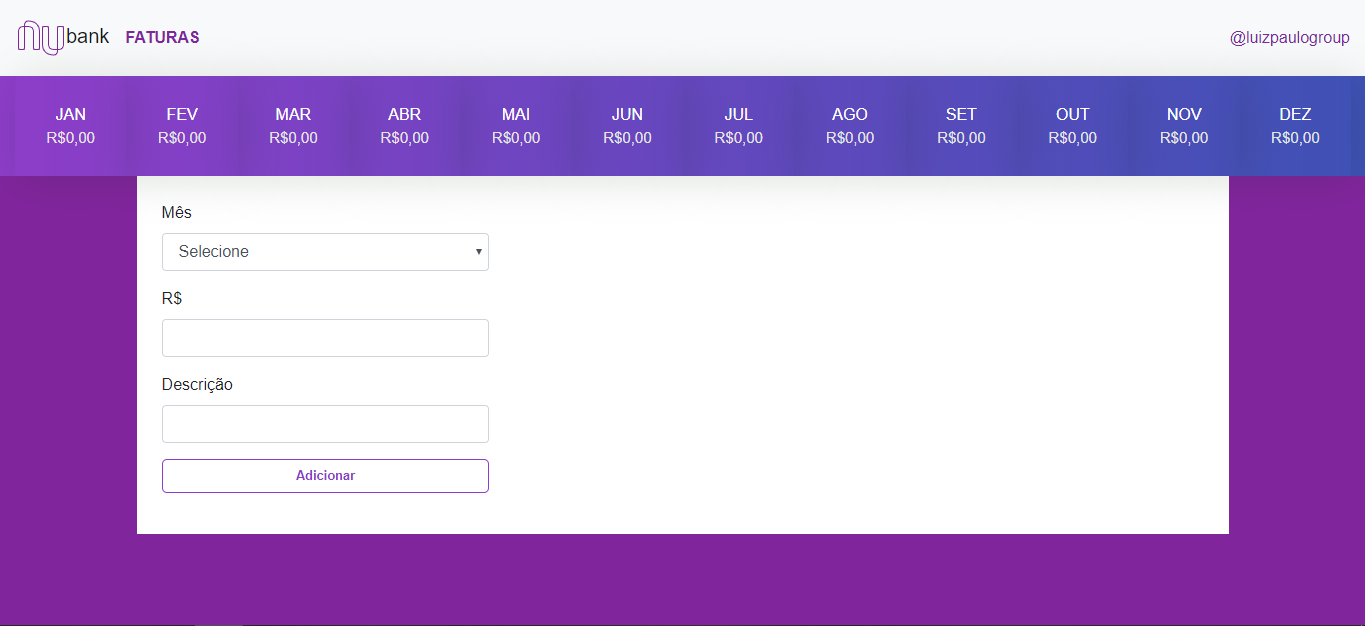 nubank FATURAS @luizpaulogroup
JAN FEV MAR ABR MAI JUN JUL AGO SET OUT NOV DEZ
R$0,00 R$0,00 R$0,00 R$0,00 R$0,00 R$0,00 R$0,00 R$0,00 R$0,00 R$0,00 R$0,00 R$0,00
Mês
Selecione
R$
Descrição
Adicionar